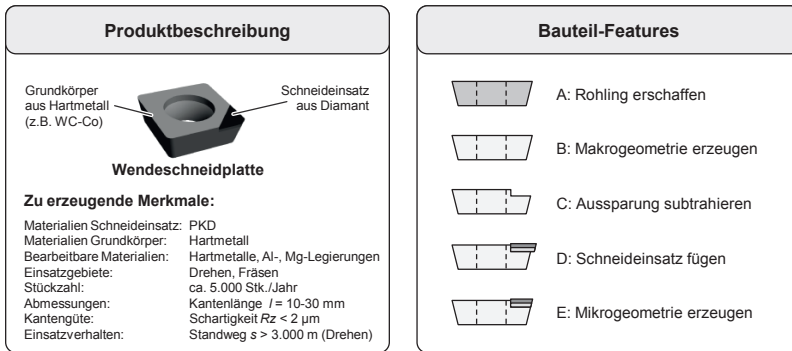 Produktbeschreibung
Grundkörper
aus Hartmetall
(z.B. WC-Co)
Schneideinsatz
aus Diamant
Wendeschneidplatte
Zu erzeugende Merkmale:
Materialien Schneideinsatz: PKD
Materialien Grundkörper: Hartmetall
Bearbeitbare Materialien: Hartmetalle, Al-, Mg-Legierungen
Einsatzgebiete: Drehen, Fräsen
Stückzahl: ca. 5.000 Stk./Jahr
Abmessungen: Kantenlänge l = 10-30 mm
Kantengüte: Schartigkeit Rz < 2 µm
Einsatzverhalten: Standweg s > 3.000 m (Drehen)
Bauteil-Features
A: Rohling erschaffen
B: Makrogeometrie erzeugen
C: Aussparung subtrahieren
D: Schneideinsatz fügen
E: Mikrogeometrie erzeugen